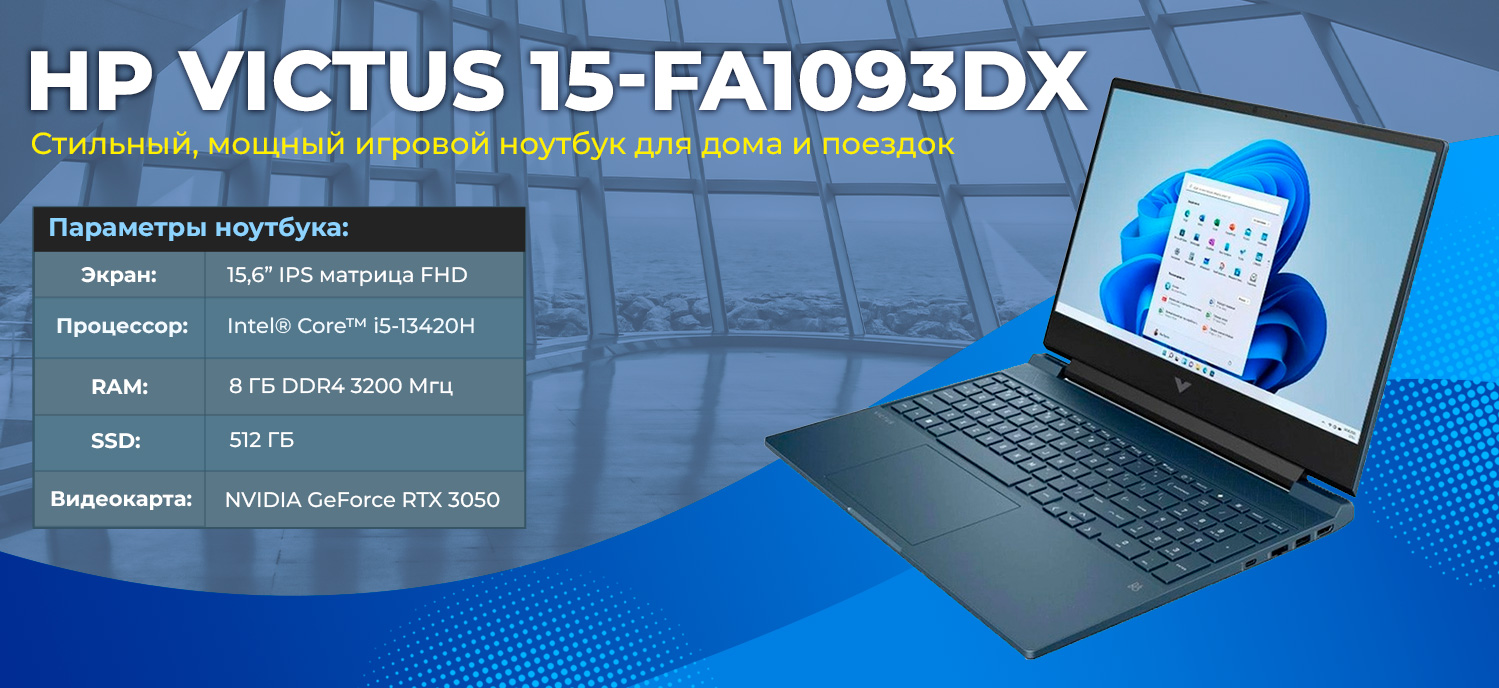 HP VICTUS 15-FA1093DX
Стильный, мощный игровой ноутбук для дома и поездок
Параметры ноутбука:
Экран: 15,6” IPS матрица FHD
Процессор: Intel® Core™ i5-13420H
RAM: 8 ГБ DDR4 3200 Мгц
SSD: 512 ГБ
Видеокарта: NVIDIA GeForce RTX 3050
VICTUS